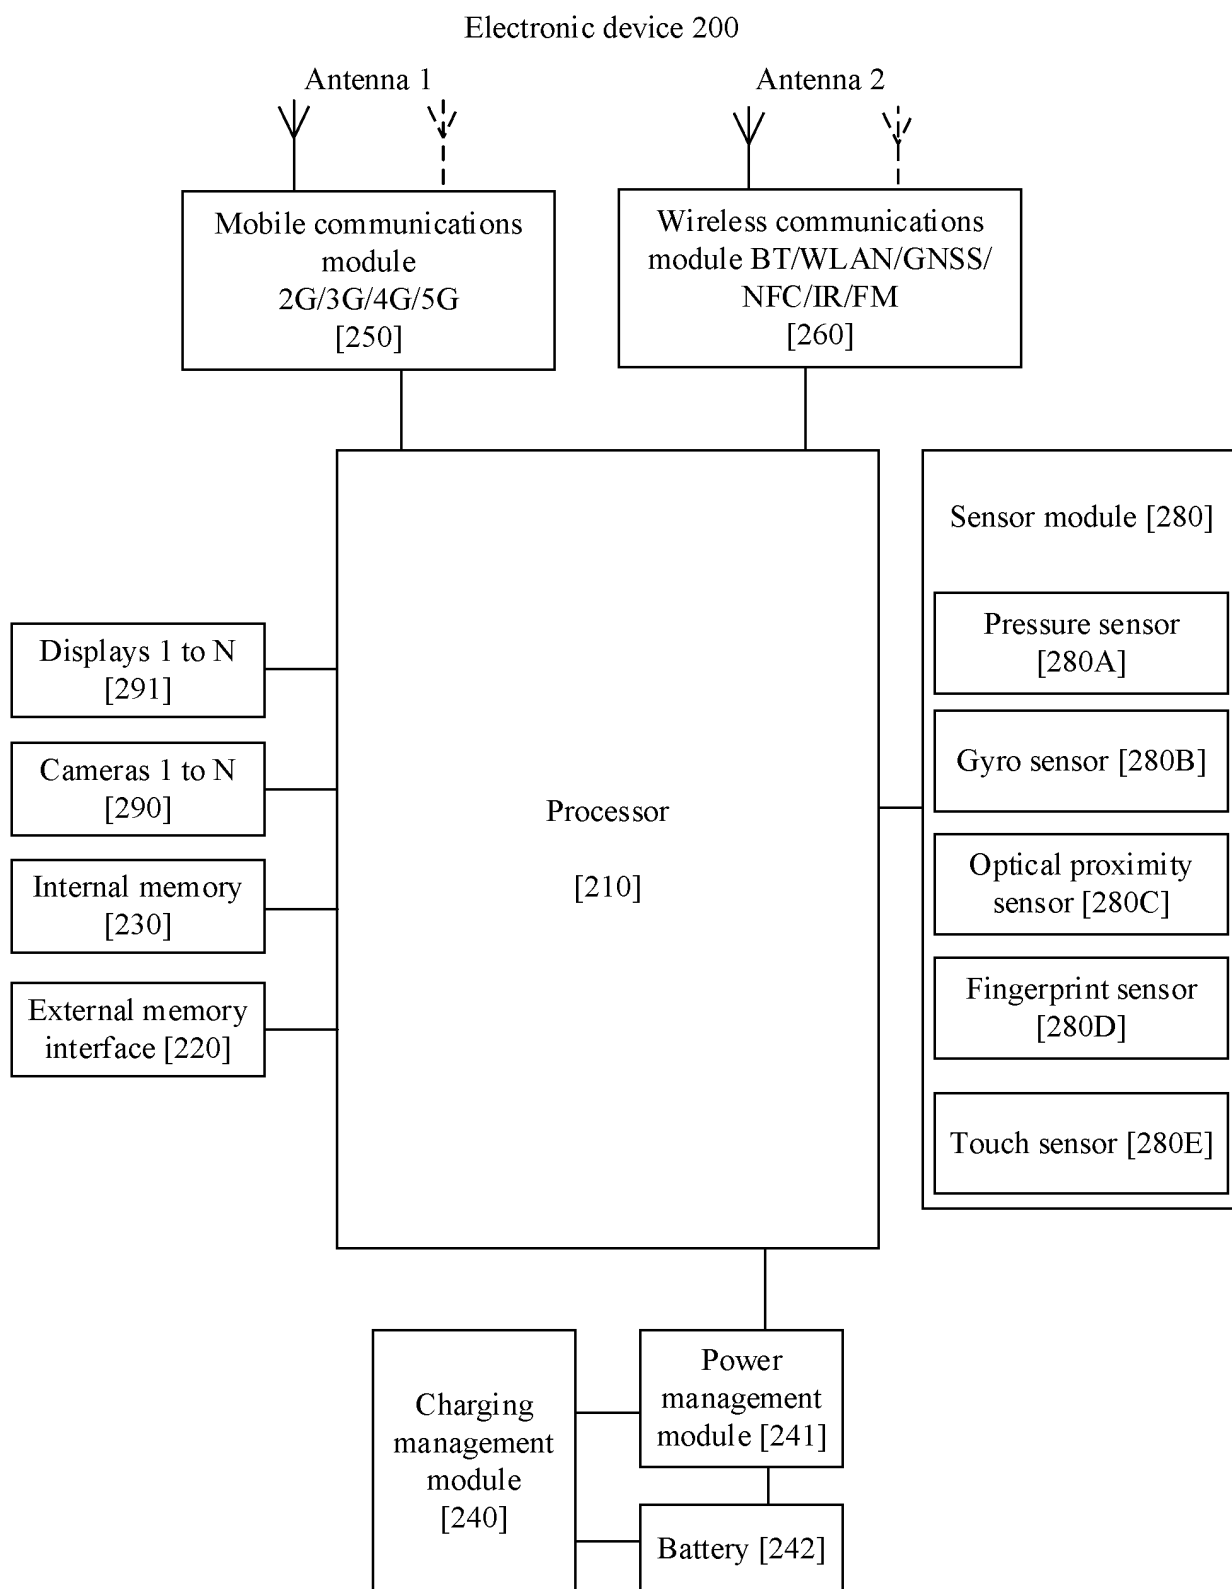 Electronic device 200
Antenna 1
Antenna 2
Mobile communications
module
2G/3G/4G/5G
[250]
Wireless communications
module BT/WLAN/GNSS/
NFC/IR/FM
[260]
Sensor module [280]
Pressure sensor
[280A]
Gyro sensor [280B]
Optical proximity
sensor [280C]
Fingerprint sensor
[280D]
Touch sensor [280E]
Displays 1 to N
[291]
Cameras 1 to N
[290]
Internal memory
[230]
External memory
interface [220]
Processor
[210]
Charging
management
module
[240]
Power
management
module [241]
Battery [242]